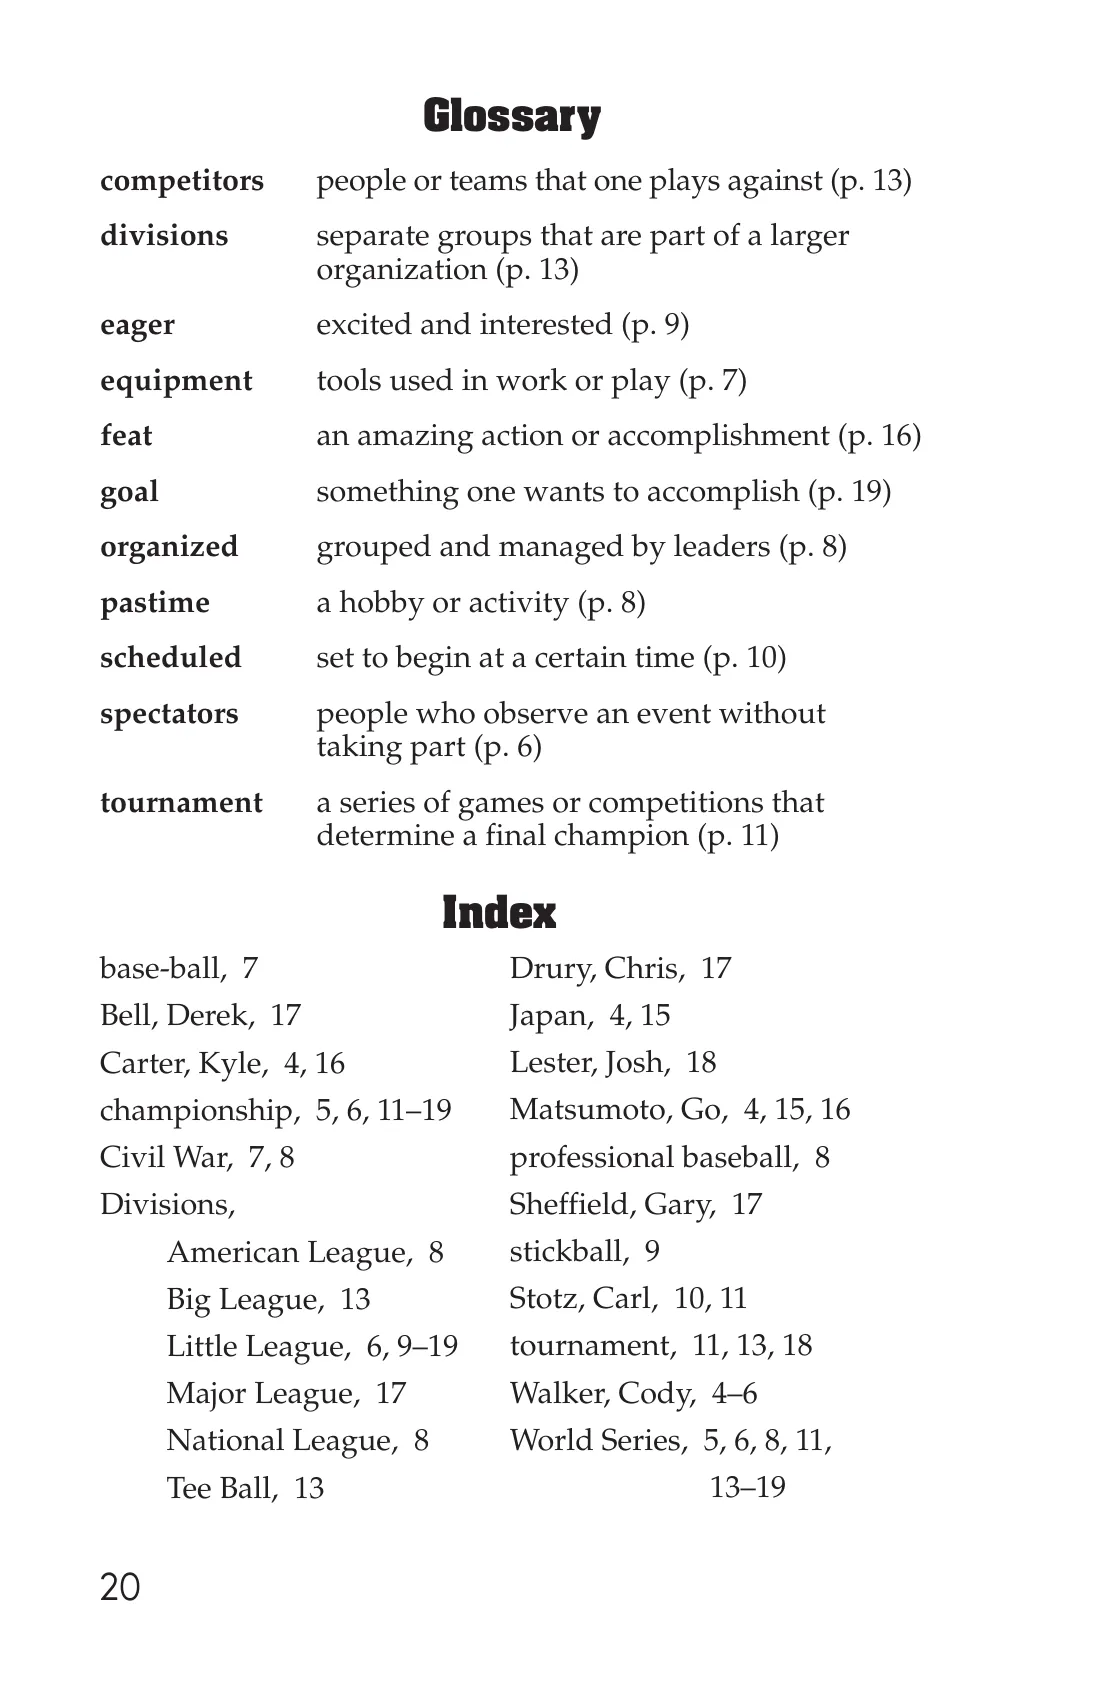 Glossary
competitors people or teams that one plays against (p. 13)
divisions separate groups that are part of a larger
organization (p. 13)
eager excited and interested (p. 9)
equipment tools used in work or play (p. 7)
feat an amazing action or accomplishment (p. 16)
goal something one wants to accomplish (p. 19)
organized grouped and managed by leaders (p. 8)
pastime a hobby or activity (p. 8)
scheduled set to begin at a certain time (p. 10)
spectators people who observe an event without
taking part (p. 6)
tournament a series of games or competitions that
determine a final champion (p. 11)
Index
base-ball, 7
Bell, Derek, 17
Carter, Kyle, 4, 16
championship, 5, 6, 11–19
Civil War, 7, 8
Divisions,
American League, 8
Big League, 13
Little League, 6, 9–19
Major League, 17
National League, 8
Tee Ball, 13
Drury, Chris, 17
Japan, 4, 15
Lester, Josh, 18
Matsumoto, Go, 4, 15, 16
professional baseball, 8
Sheffield, Gary, 17
stickball, 9
Stotz, Carl, 10, 11
tournament, 11, 13, 18
Walker, Cody, 4–6
World Series, 5, 6, 8, 11,
13–19
20